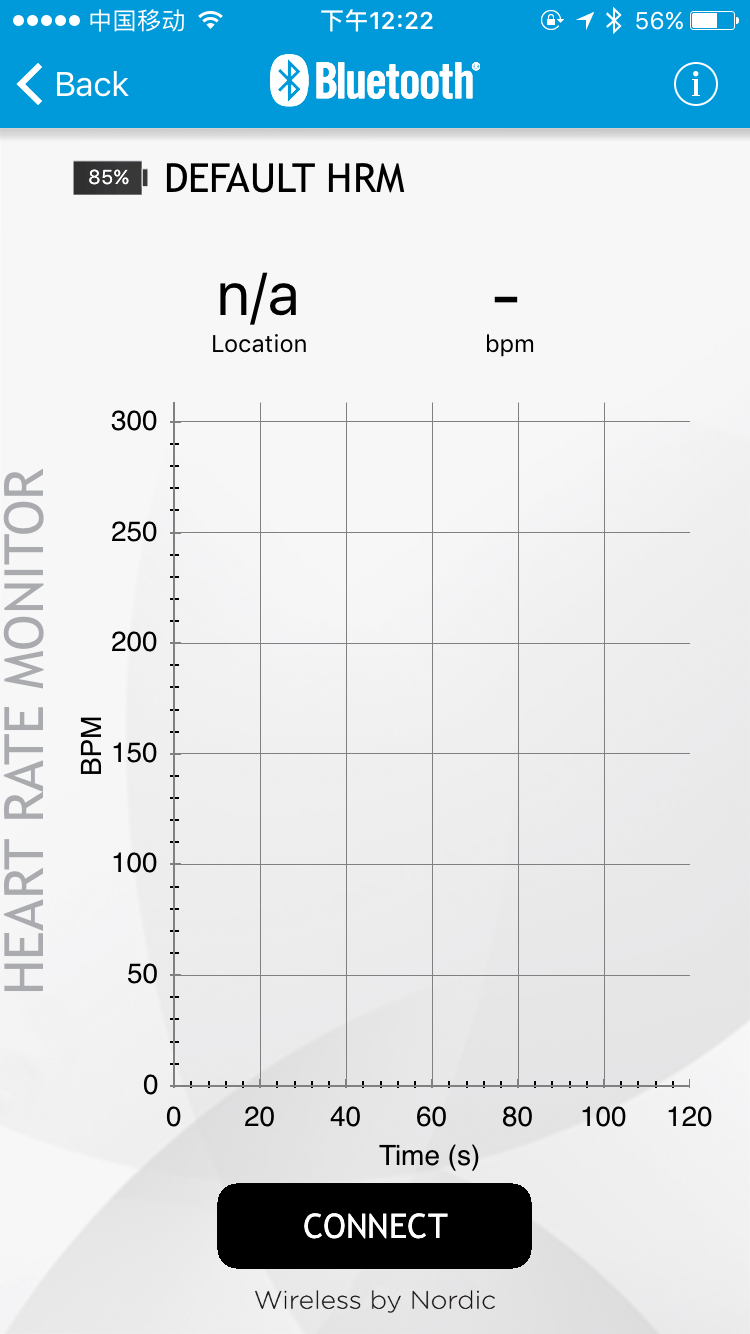 中国移动 下午12:22 56%
Back Bluetooth® i
85% DEFAULT HRM
n/a -
Location bpm
HEART RATE MONITOR
BPM
300
250
200
150
100
50
0
0 20 40 60 80 100 120
Time (s)
CONNECT
Wireless by Nordic